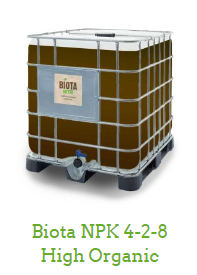 BIOTA
Biota NPK 4-2-8
High Organic